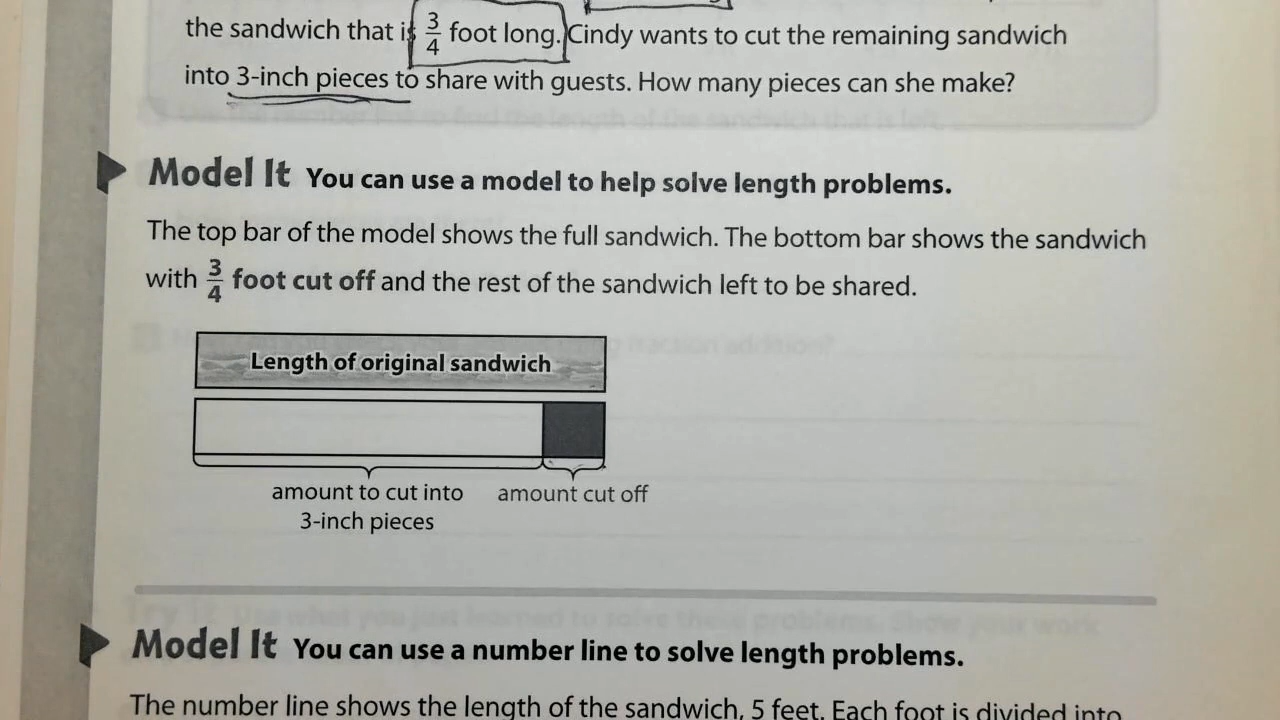 the sandwich that is 3/4 foot long. Cindy wants to cut the remaining sandwich
into 3-inch pieces to share with guests. How many pieces can she make?
Model It You can use a model to help solve length problems.
The top bar of the model shows the full sandwich. The bottom bar shows the sandwich
with 3/4 foot cut off and the rest of the sandwich left to be shared.
Length of original sandwich
amount to cut into
3-inch pieces
amount cut off
Model It You can use a number line to solve length problems.
The number line shows the length of the sandwich, 5 feet. Each foot is divided into